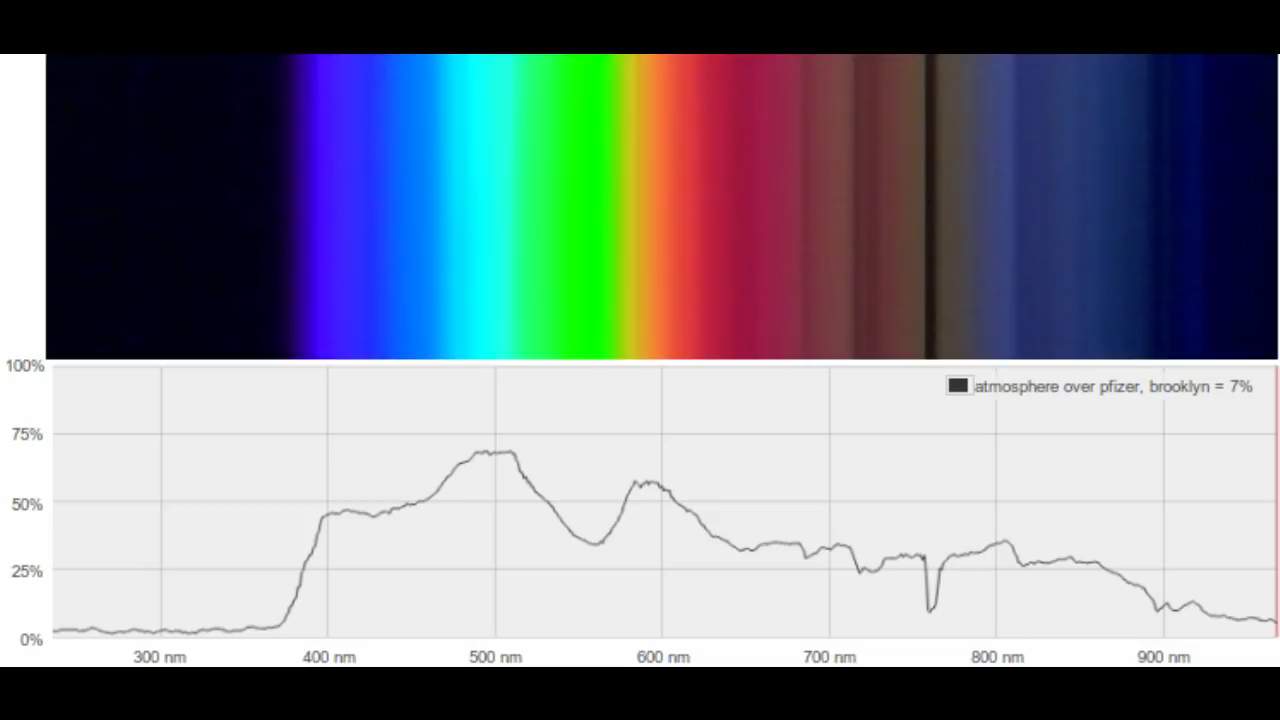 100%
atmosphere over pfizer, brooklyn = 7%
75%
50%
25%
0%
300 nm 400 nm 500 nm 600 nm 700 nm 800 nm 900 nm